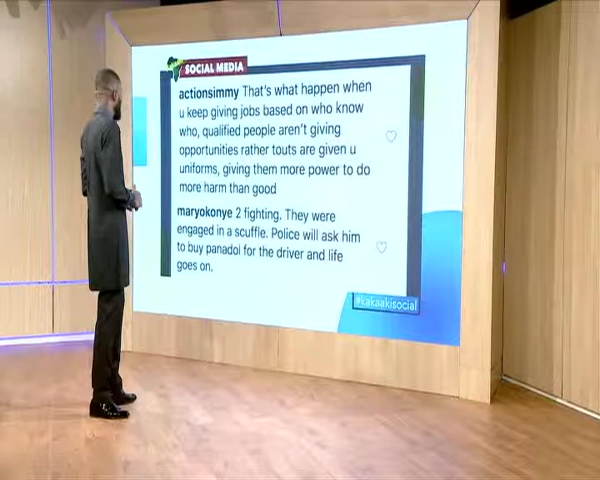 SOCIAL MEDIA
actionsimmy That's what happen when
u keep giving jobs based on who know
who, qualified people aren't giving
opportunities rather touts are given u
uniforms, giving them more power to do
more harm than good
maryokonye 2 fighting. They were
engaged in a scuffle. Police will ask him
to buy panadol for the driver and life
goes on.
#kakaakisocial